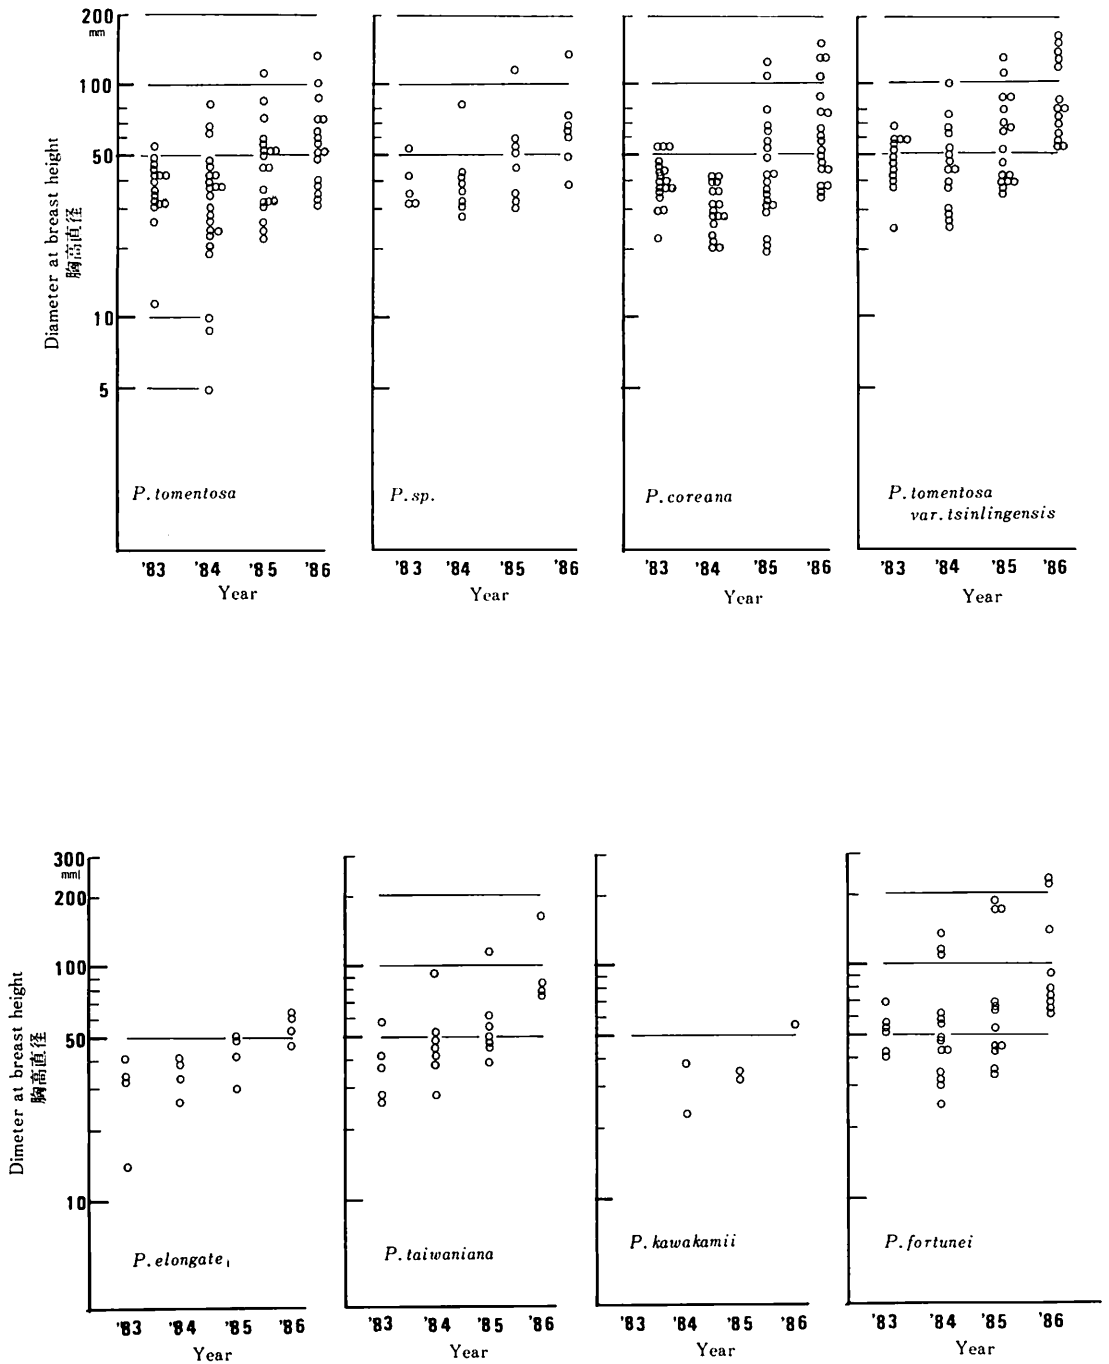 200
mm
100
50
10
5
Diameter at breast height
胸高直径
P. tomentosa
'83 '84 '85 '86
Year
P. sp.
'83 '84 '85 '86
Year
P. coreana
'83 '84 '85 '86
Year
P. tomentosa
var. tsinlingensis
'83 '84 '85 '86
Year
300
mm
200
100
50
10
Dimeter at breast height
胸高直径
P. elongate
'83 '84 '85 '86
Year
P. taiwaniana
'83 '84 '85 '86
Year
P. kawakamii
'83 '84 '85 '86
Year
P. fortunei
'83 '84 '85 '86
Year